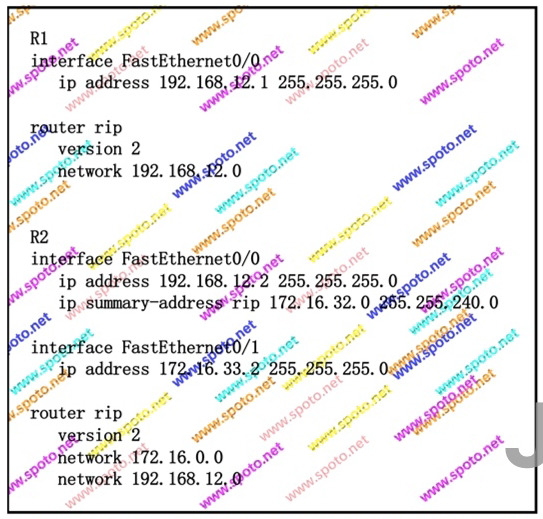 R1
interface FastEthernet0/0
ip address 192.168.12.1 255.255.255.0
router rip
version 2
network 192.168.12.0
R2
interface FastEthernet0/0
ip address 192.168.12.2 255.255.255.0
ip summary-address rip 172.16.32.0 255.255.240.0
interface FastEthernet0/1
ip address 172.16.33.2 255.255.255.0
router rip
version 2
network 172.16.0.0
network 192.168.12.0
www.spoto.net